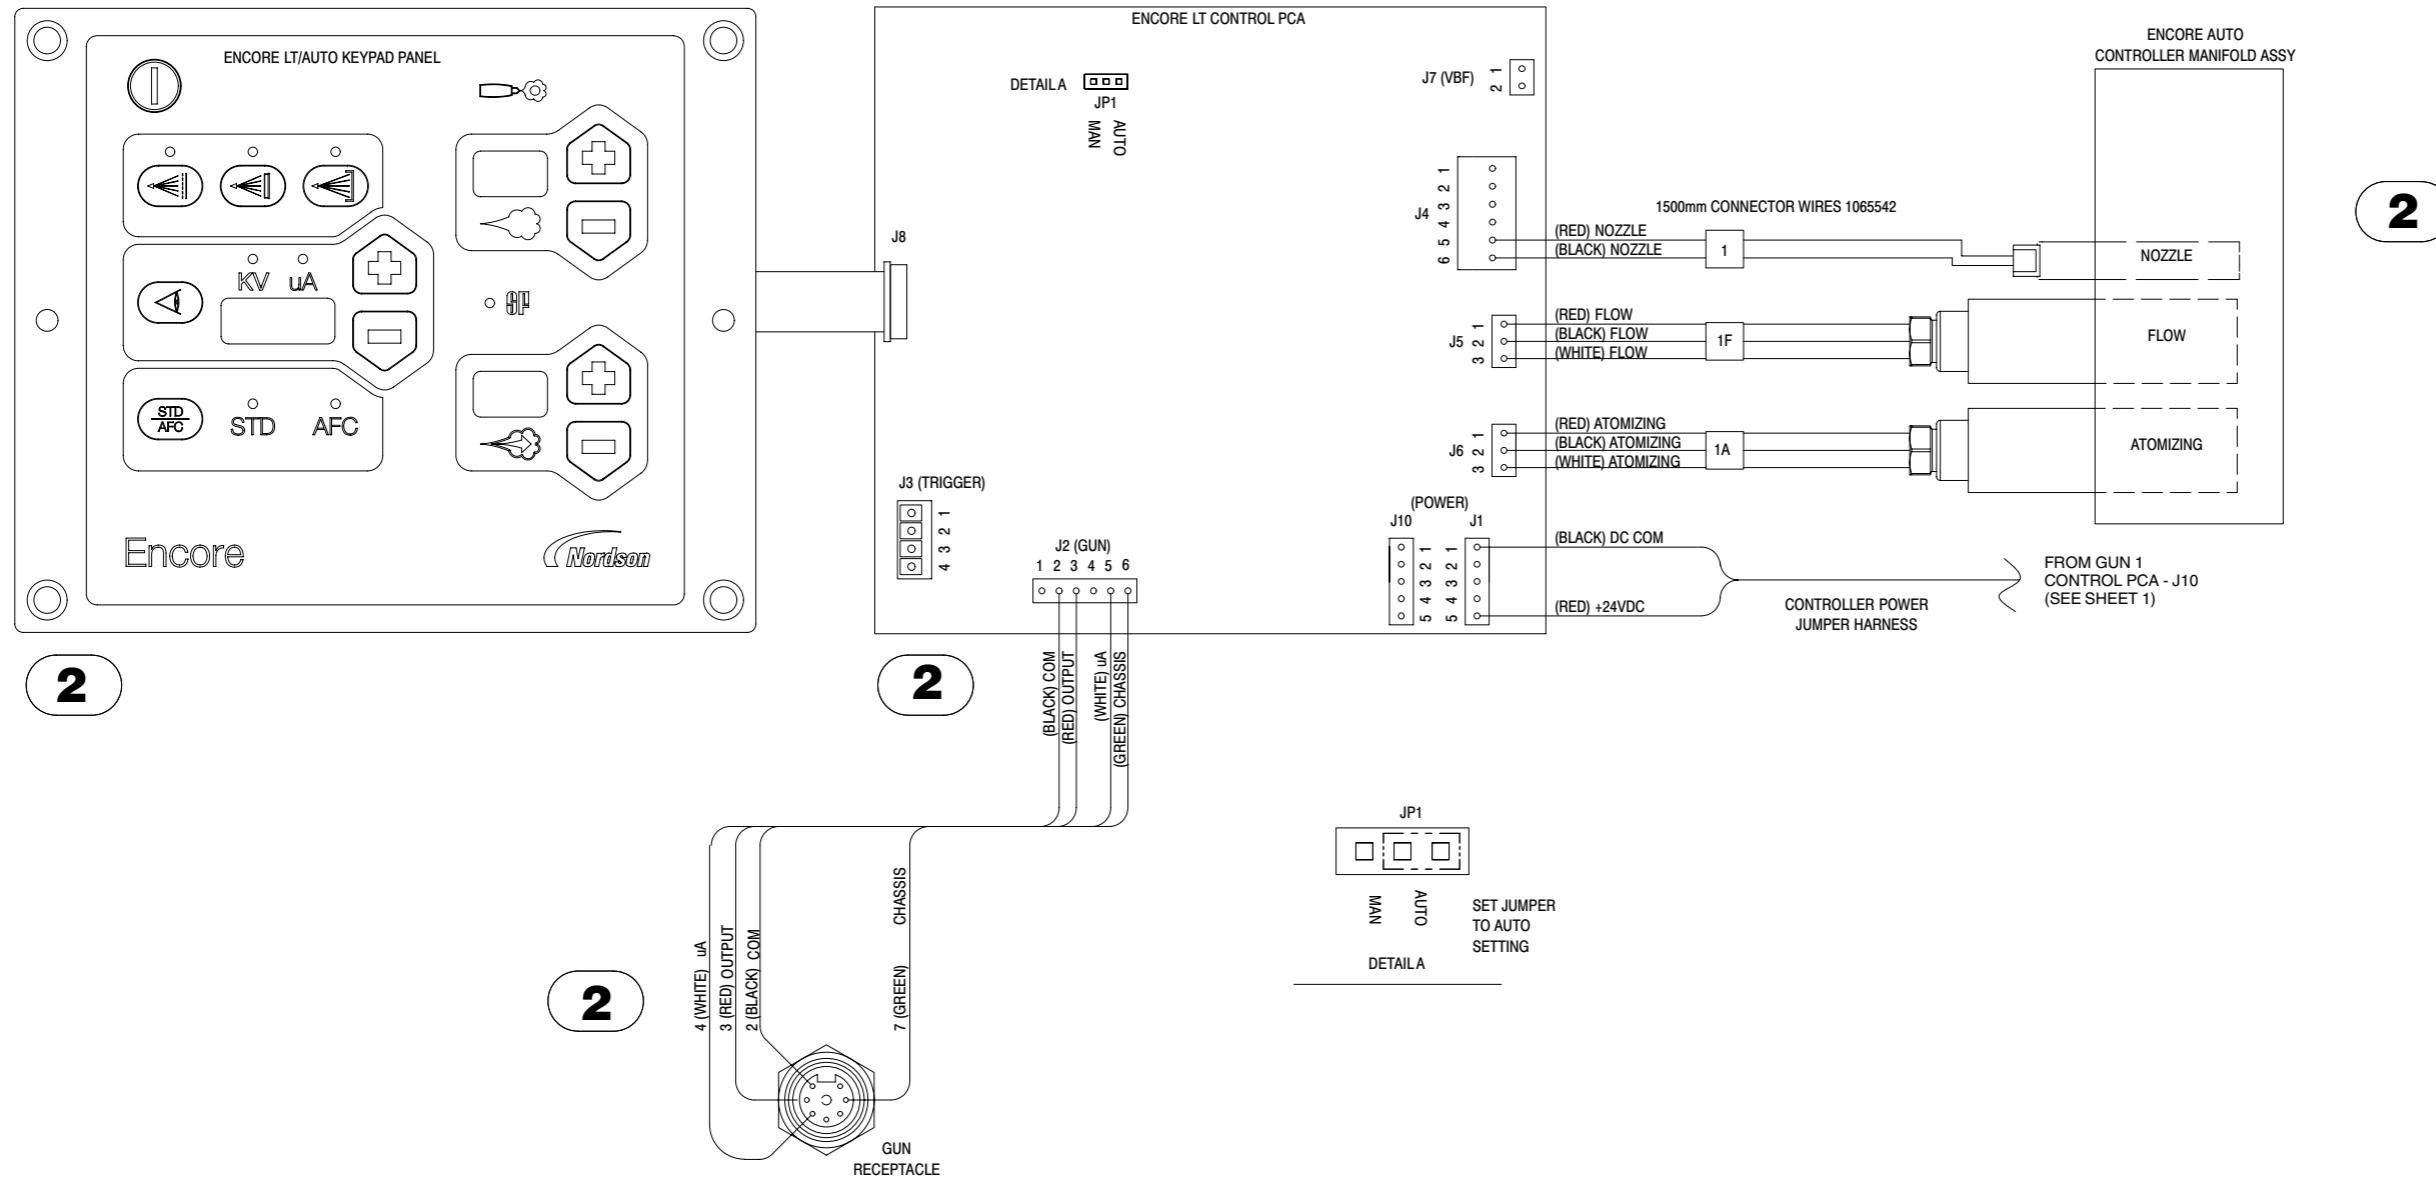 ENCORE LT/AUTO KEYPAD PANEL
KV uA
STD
AFC
STD AFC
SP
Encore
Nordson
2
ENCORE LT CONTROL PCA
DETAIL A
JP1
MAN
AUTO
J8
J7 (VBF)
1
2
J4
1
2
3
4
5
6
J5
1
2
3
J6
1
2
3
(POWER)
J10 J1
1 1
2 2
3 3
4 4
5 5
J3 (TRIGGER)
1
2
3
4
J2 (GUN)
1 2 3 4 5 6
2
1500mm CONNECTOR WIRES 1065542
(RED) NOZZLE
(BLACK) NOZZLE
1
(RED) FLOW
(BLACK) FLOW
(WHITE) FLOW
1F
(RED) ATOMIZING
(BLACK) ATOMIZING
(WHITE) ATOMIZING
1A
(BLACK) DC COM
(RED) +24VDC
CONTROLLER POWER
JUMPER HARNESS
FROM GUN 1
CONTROL PCA - J10
(SEE SHEET 1)
ENCORE AUTO
CONTROLLER MANIFOLD ASSY
NOZZLE
FLOW
ATOMIZING
2
(BLACK) COM
(RED) OUTPUT
(WHITE) uA
(GREEN) CHASSIS
4 (WHITE) uA
3 (RED) OUTPUT
2 (BLACK) COM
7 (GREEN) CHASSIS
2
GUN
RECEPTACLE
JP1
MAN
AUTO
SET JUMPER
TO AUTO
SETTING
DETAIL A